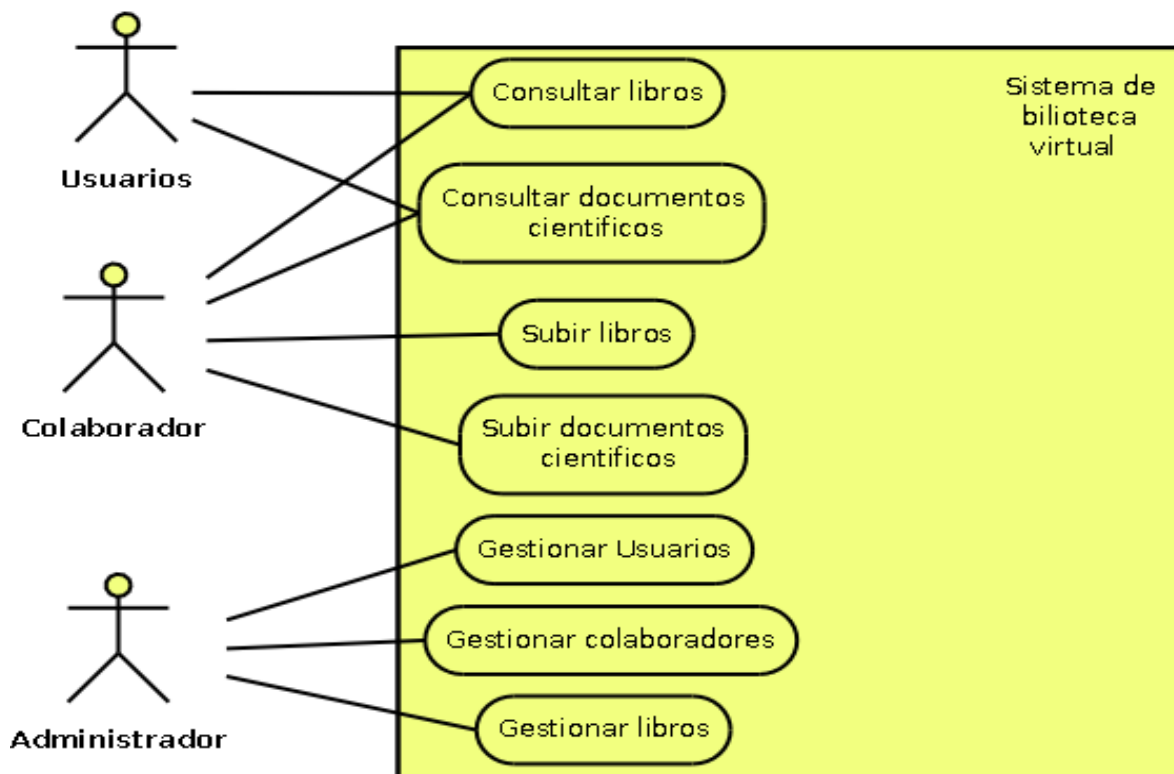 Usuarios
Colaborador
Administrador
Sistema de
bilioteca
virtual
Consultar libros
Consultar documentos
cientificos
Subir libros
Subir documentos
cientificos
Gestionar Usuarios
Gestionar colaboradores
Gestionar libros